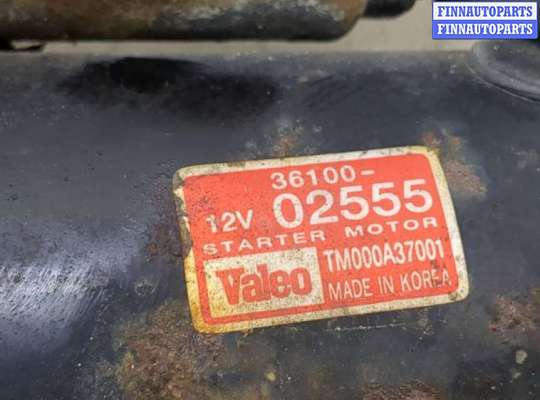 FINNAUTOPARTS
FINNAUTOPARTS
36100-
12V 02555
STARTER MOTOR
Valeo TM000A37001
MADE IN KOREA